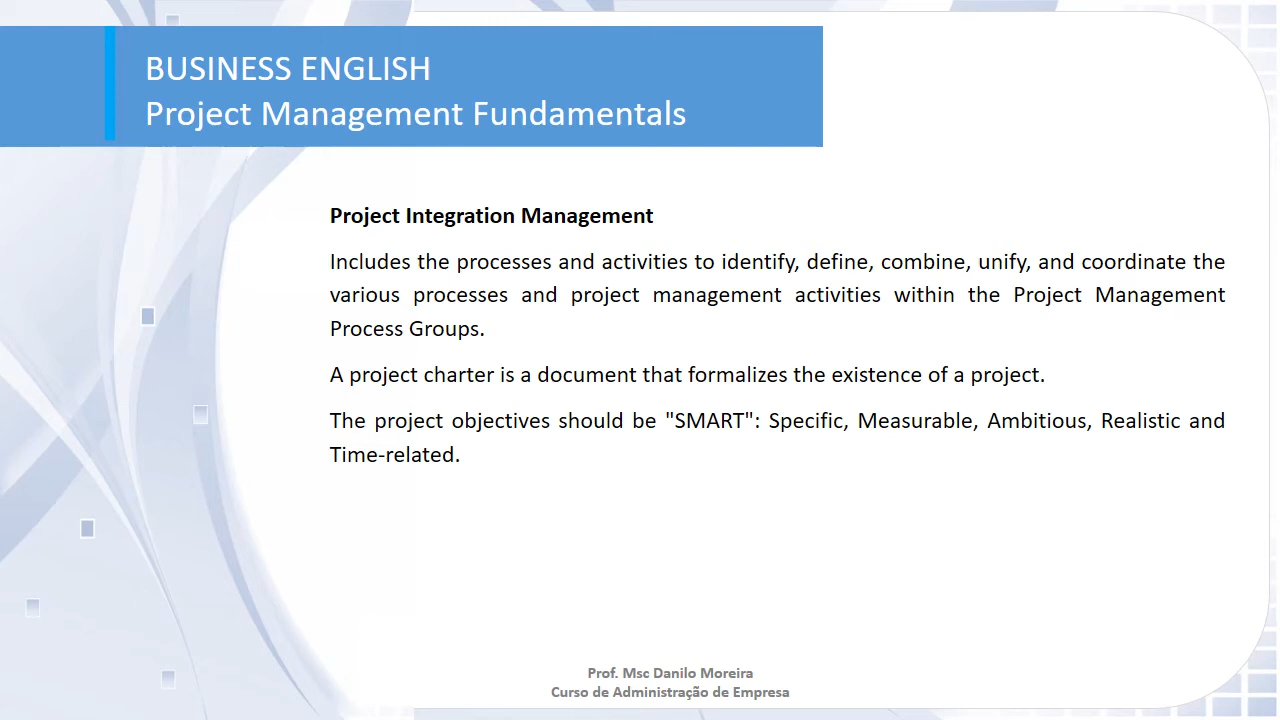 BUSINESS ENGLISH
Project Management Fundamentals
Project Integration Management
Includes the processes and activities to identify, define, combine, unify, and coordinate the
various processes and project management activities within the Project Management
Process Groups.
A project charter is a document that formalizes the existence of a project.
The project objectives should be "SMART": Specific, Measurable, Ambitious, Realistic and
Time-related.
Prof. Msc Danilo Moreira
Curso de Administração de Empresa